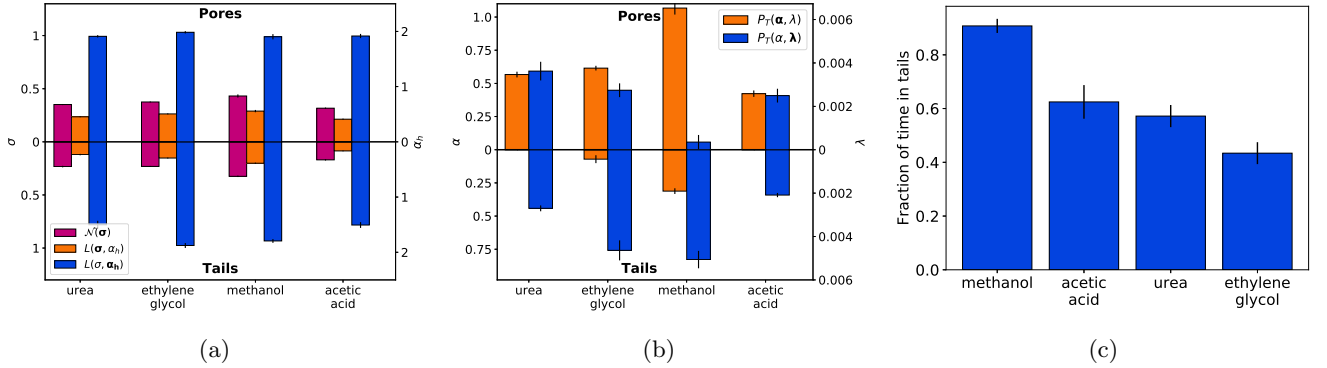 Pores
1
0.5
0
0.5
1
σ
2
1
0
1
2
α_h
𝒩(σ)
L(σ, α_h)
L(σ, α_h)
Tails
urea
ethylene
glycol
methanol
acetic
acid
(a)
Pores
1.0
0.75
0.5
0.25
0
0.25
0.5
0.75
α
0.006
0.004
0.002
0
0.002
0.004
0.006
λ
P_T(α, λ)
P_T(α, λ)
Tails
urea
ethylene
glycol
methanol
acetic
acid
(b)
Fraction of time in tails
0.8
0.6
0.4
0.2
0.0
methanol
acetic
acid
urea
ethylene
glycol
(c)